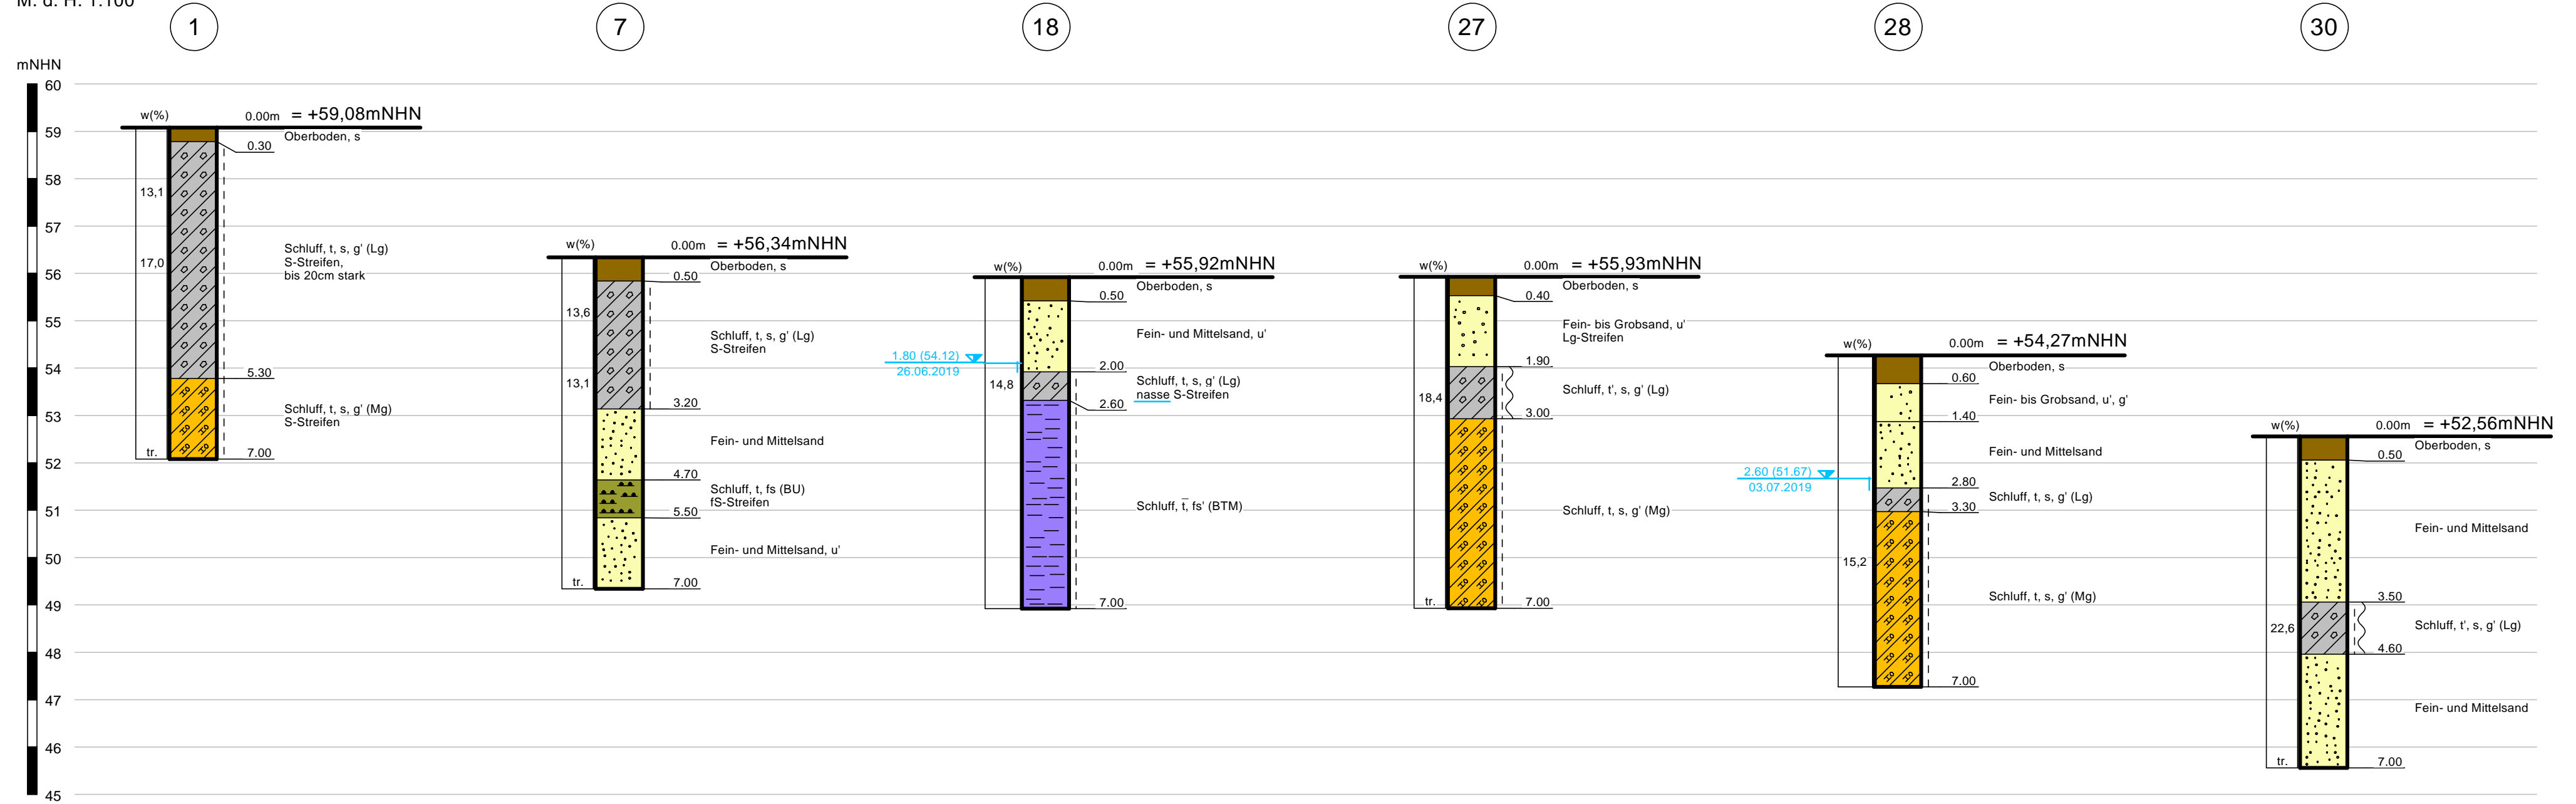 M. d. H. 1:100
1
7
18
27
28
30
mNHN
60
59
58
57
56
55
54
53
52
51
50
49
48
47
46
45
w(%)
0.00m = +59,08mNHN
Oberboden, s
0.30
13,1
17,0
Schluff, t, s, g' (Lg)
S-Streifen,
bis 20cm stark
5.30
Schluff, t, s, g' (Mg)
S-Streifen
tr.
7.00
w(%)
0.00m = +56,34mNHN
Oberboden, s
0.50
13,6
Schluff, t, s, g' (Lg)
S-Streifen
13,1
3.20
Fein- und Mittelsand
4.70
Schluff, t, fs (BU)
fS-Streifen
5.50
Fein- und Mittelsand, u'
tr.
7.00
w(%)
0.00m = +55,92mNHN
Oberboden, s
0.50
Fein- und Mittelsand, u'
1.80 (54.12)
26.06.2019
2.00
14,8
Schluff, t, s, g' (Lg)
nasse S-Streifen
2.60
Schluff, t̅, fs' (BTM)
7.00
w(%)
0.00m = +55,93mNHN
Oberboden, s
0.40
Fein- bis Grobsand, u'
Lg-Streifen
1.90
18,4
Schluff, t', s, g' (Lg)
3.00
Schluff, t, s, g' (Mg)
tr.
7.00
w(%)
0.00m = +54,27mNHN
Oberboden, s
0.60
Fein- bis Grobsand, u', g'
1.40
Fein- und Mittelsand
2.60 (51.67)
03.07.2019
2.80
Schluff, t, s, g' (Lg)
3.30
15,2
Schluff, t, s, g' (Mg)
7.00
w(%)
0.00m = +52,56mNHN
Oberboden, s
0.50
Fein- und Mittelsand
3.50
22,6
Schluff, t', s, g' (Lg)
4.60
Fein- und Mittelsand
tr.
7.00